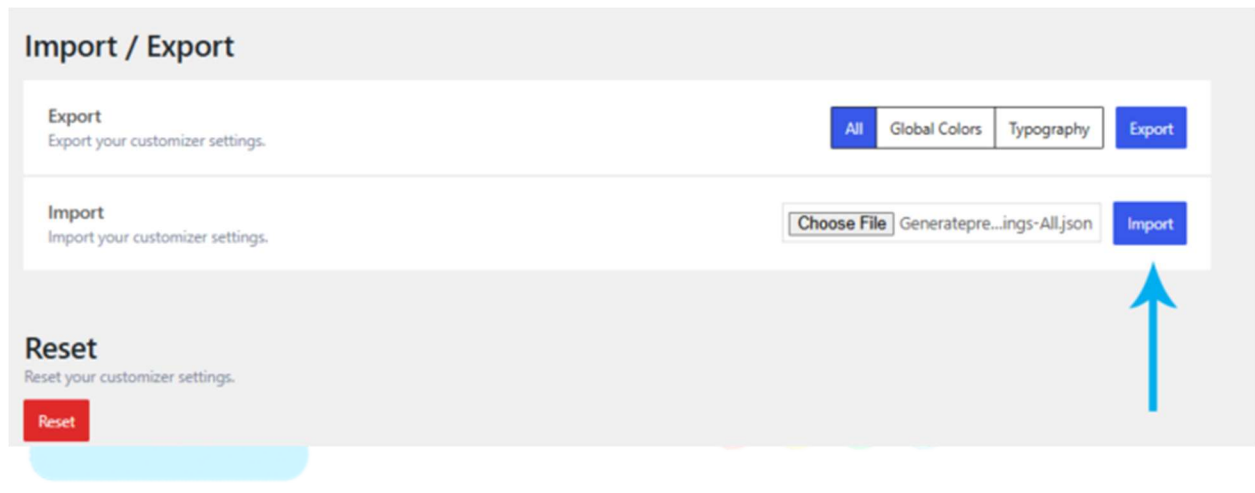 Import / Export
Export
Export your customizer settings.
All Global Colors Typography Export
Import
Import your customizer settings.
Choose File Generatepre...ings-All.json Import
Reset
Reset your customizer settings.
Reset